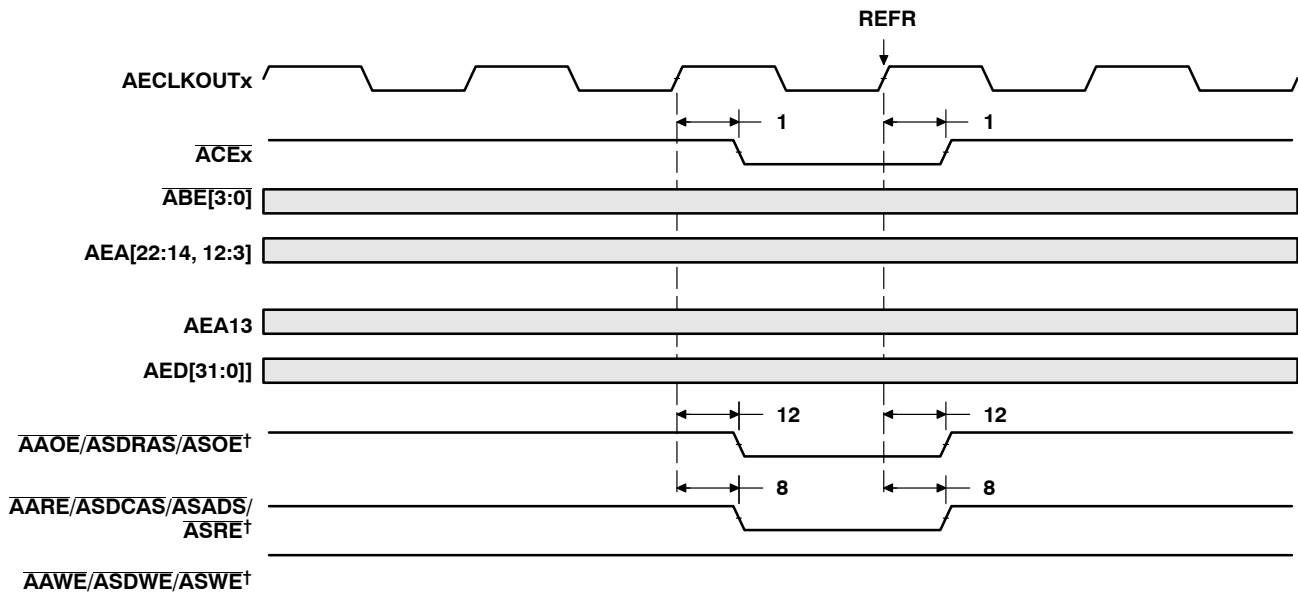 REFR
AECLKOUTx
1 1
ACEx
ABE[3:0]
AEA[22:14, 12:3]
AEA13
AED[31:0]]
12 12
AAOE/ASDRAS/ASOE†
8 8
AARE/ASDCAS/ASADS/
ASRE†
AAWE/ASDWE/ASWE†